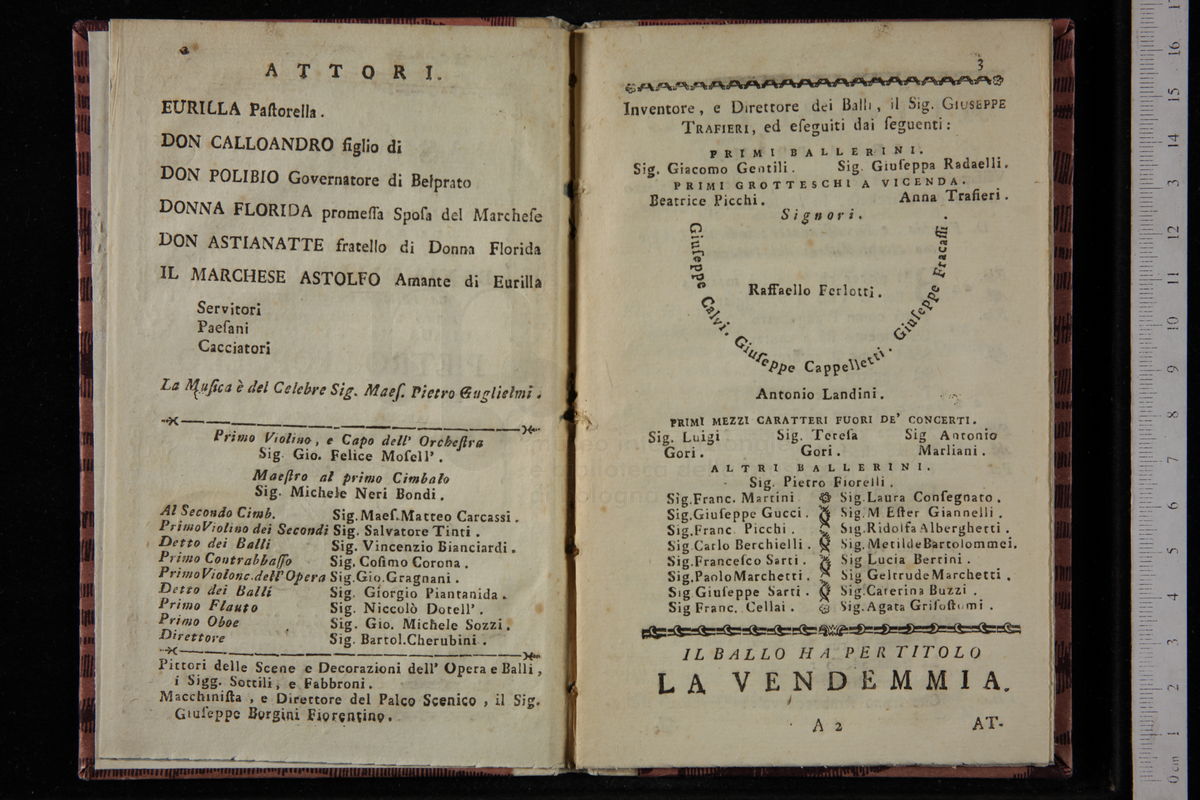 ATTORI.
EURILLA Paſtorella.
DON CALLOANDRO figlio di
DON POLIBIO Governatore di Belprato
DONNA FLORIDA promeſſa Spoſa del Marcheſe
DON ASTIANATTE fratello di Donna Florida
IL MARCHESE ASTOLFO Amante di Eurilla
Servitori
Paeſani
Cacciatori
La Muſica è del Celebre Sig. Maeſ. Pietro Guglielmi.
Primo Violino, e Capo dell' Orcheſtra
Sig. Gio. Felice Moſell'.
Maeſtro al primo Cimbalo
Sig. Michele Neri Bondi.
Al Secondo Cimb. Sig. Maeſ. Matteo Carcassi.
Primo Violino dei Secondi Sig. Salvatore Tinti.
Detto dei Balli Sig. Vincenzio Bianciardi.
Primo Contrabbaſſo Sig. Coſimo Corona.
Primo Violonc. dell' Opera Sig. Gio. Gragnani.
Detto dei Balli Sig. Giorgio Piantanida.
Primo Flauto Sig. Niccolò Dotell'.
Primo Oboe Sig. Gio. Michele Sozzi.
Direttore Sig. Bartol. Cherubini.
Pittori delle Scene e Decorazioni dell' Opera e Balli,
i Sigg. Sottili, e Fabbroni.
Macchiniſta, e Direttore del Palco Scenico, il Sig.
Giuſeppe Borgini Fiorentino.
3
Inventore, e Direttore dei Balli, il Sig. GIUSEPPE
TRAFIERI, ed eſeguiti dai ſeguenti:
PRIMI BALLERINI.
Sig. Giacomo Gentili. Sig. Giuſeppa Radaelli.
PRIMI GROTTESCHI A VICENDA.
Beatrice Picchi. Anna Trafieri.
Signori.
Giuſeppe Calvi. Giuſeppe Cappelletti. Giuſeppe Fracaſſi.
Raffaello Ferlotti.
Antonio Landini.
PRIMI MEZZI CARATTERI FUORI DE' CONCERTI.
Sig. Luigi Sig. Tereſa Sig Antonio
Gori. Gori. Marliani.
ALTRI BALLERINI.
Sig. Pietro Fiorelli.
Sig. Franc. Martini Sig. Laura Conſegnato.
Sig. Giuſeppe Gucci. Sig. M Eſter Giannelli.
Sig. Franc Picchi. Sig. Ridolfa Alberghetti.
Sig Carlo Berchielli. Sig. Metilde Bartolommei.
Sig. Franceſco Sarti. Sig Lucia Bertini.
Sig. Paolo Marchetti. Sig Geltrude Marchetti.
Sig Giuſeppe Sarti. Sig. Caterina Buzzi.
Sig Franc. Cellai. Sig. Agata Griſoſtomi.
IL BALLO HA PER TITOLO
LA VENDEMMIA.
A 2 AT-